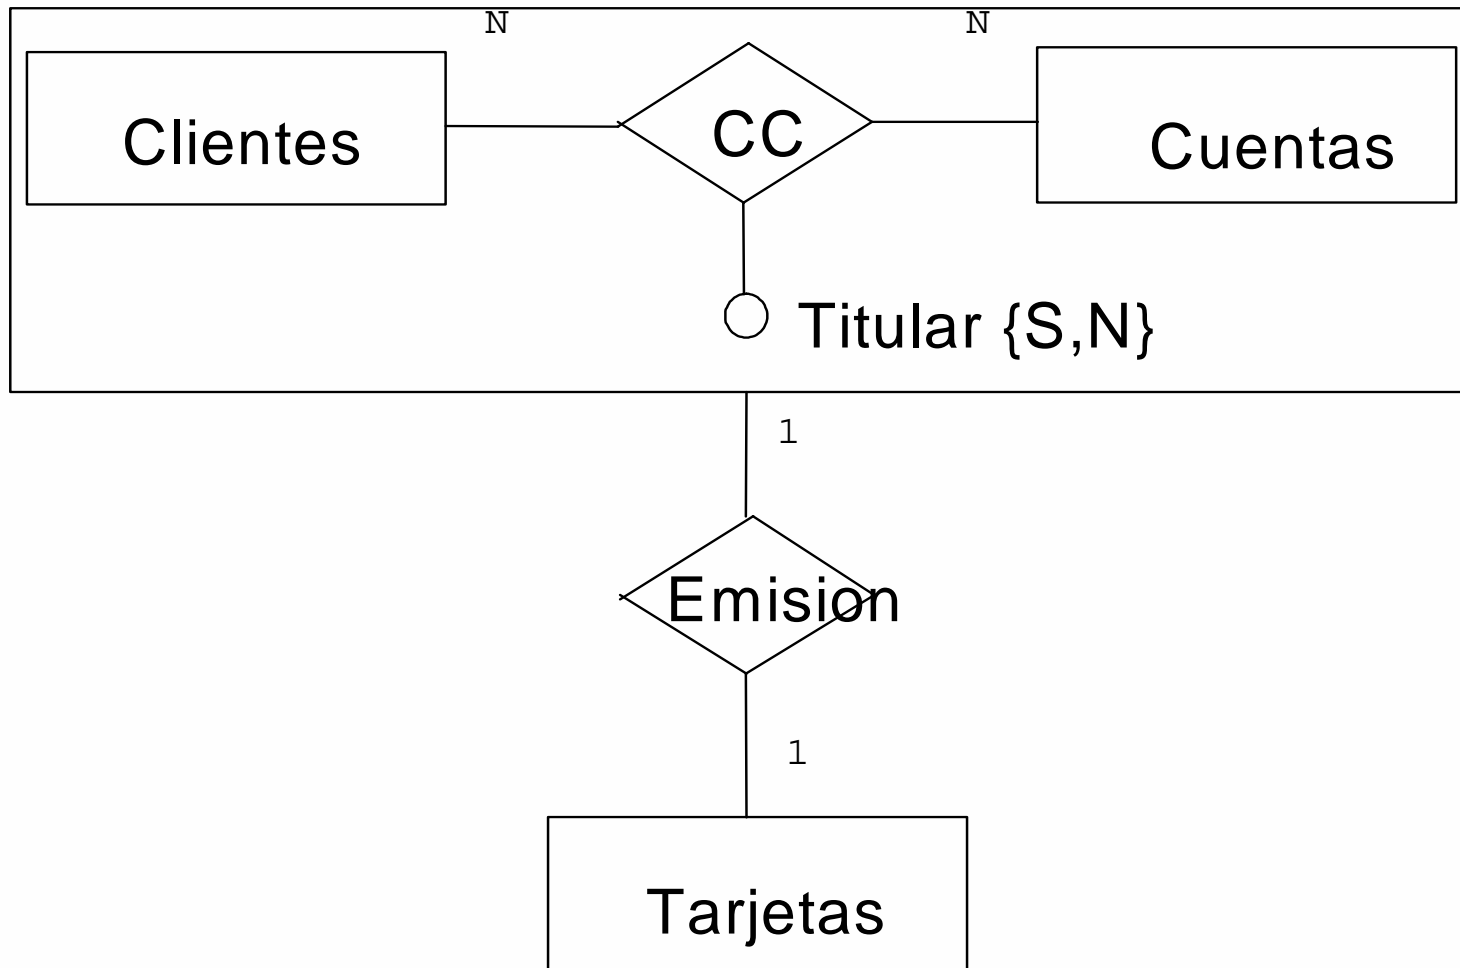 N N
Clientes CC Cuentas
Titular {S,N}
1
Emision
1
Tarjetas